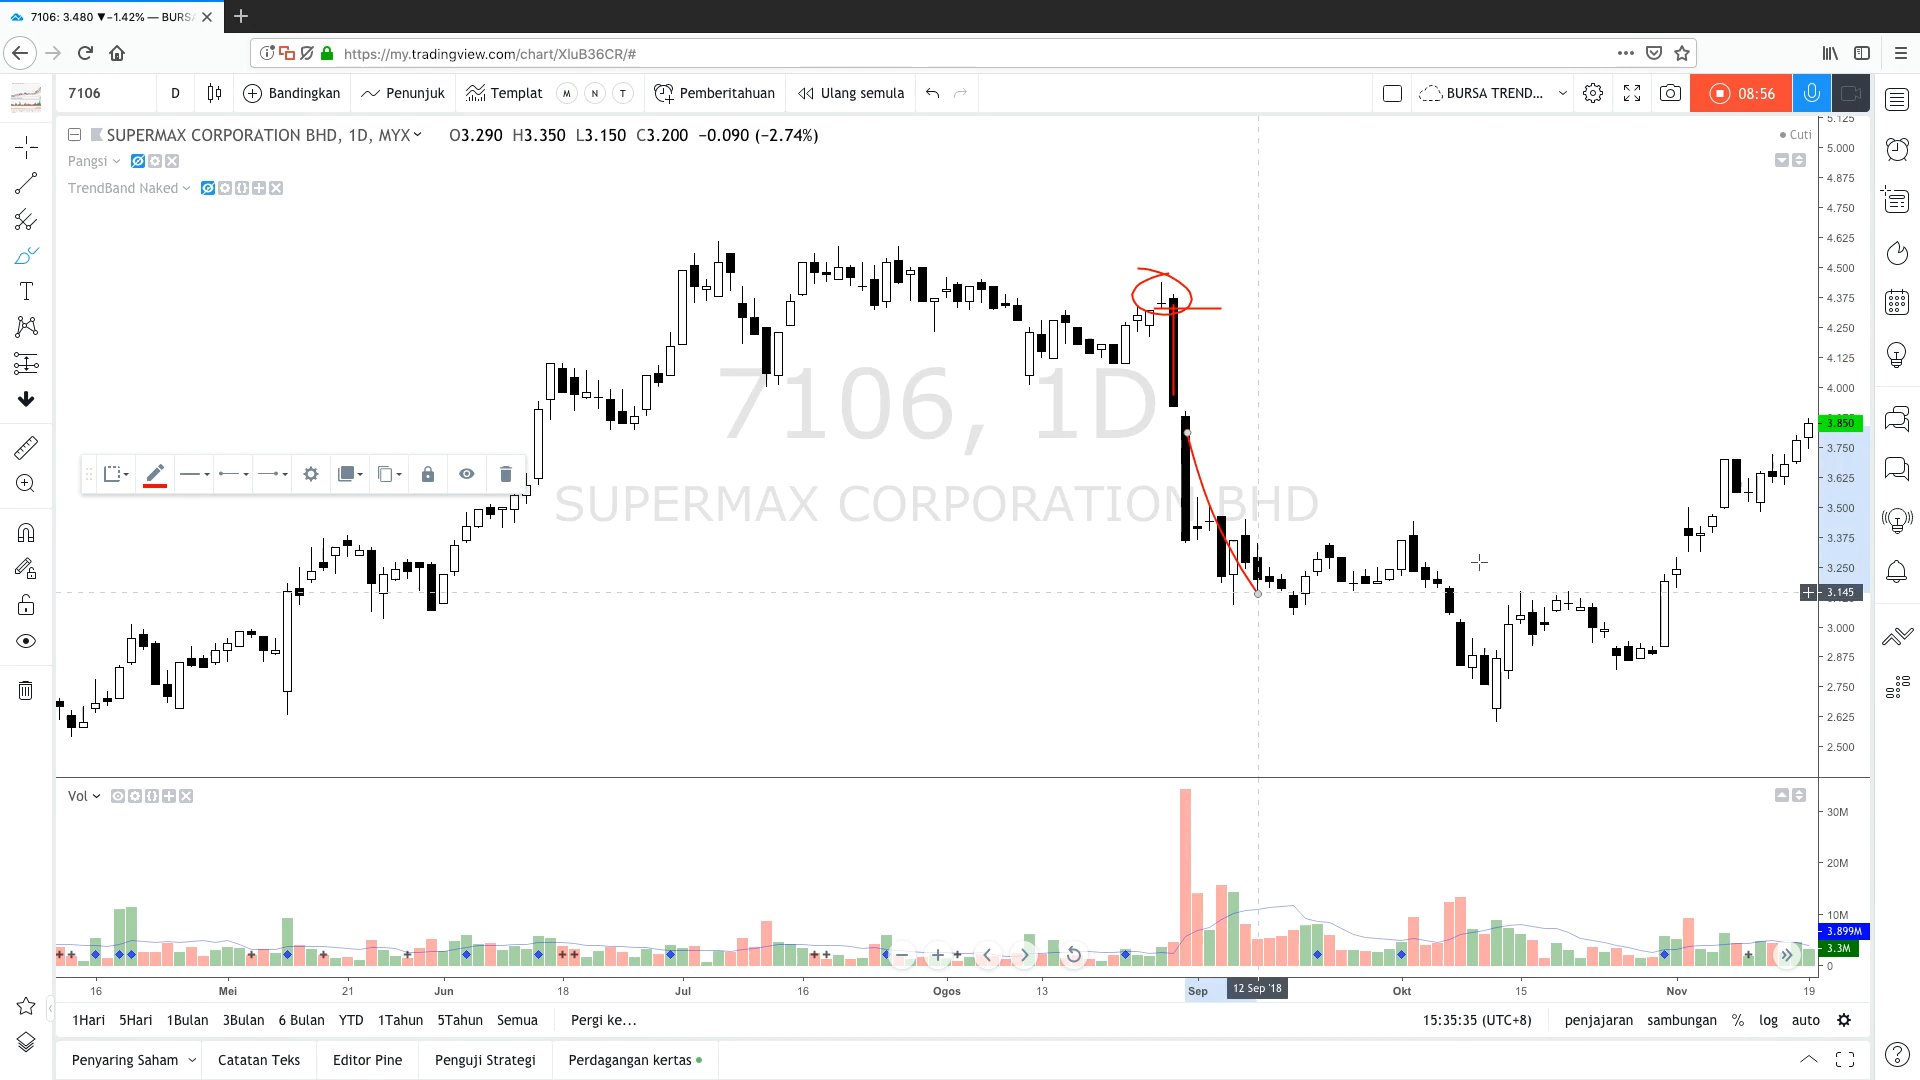 7106: 3.480 ▼−1.42% — BURSA
https://my.tradingview.com/chart/XluB36CR/#
7106
D
Bandingkan
Penunjuk
Templat
M
N
T
Pemberitahuan
Ulang semula
BURSA TREND...
08:56
SUPERMAX CORPORATION BHD, 1D, MYX
O3.290 H3.350 L3.150 C3.200 −0.090 (−2.74%)
Cuti
Pangsi
TrendBand Naked
7106, 1D
SUPERMAX CORPORATION BHD
5.125
5.000
4.875
4.750
4.625
4.500
4.375
4.250
4.125
4.000
3.850
3.750
3.625
3.500
3.375
3.250
3.145
3.000
2.875
2.750
2.625
2.500
Vol
30M
20M
10M
3.899M
3.3M
0
16
Mei
21
Jun
18
Jul
16
Ogos
13
Sep
12 Sep '18
Okt
15
Nov
19
1Hari
5Hari
1Bulan
3Bulan
6 Bulan
YTD
1Tahun
5Tahun
Semua
Pergi ke...
15:35:35 (UTC+8)
penjajaran
sambungan
%
log
auto
Penyaring Saham
Catatan Teks
Editor Pine
Penguji Strategi
Perdagangan kertas